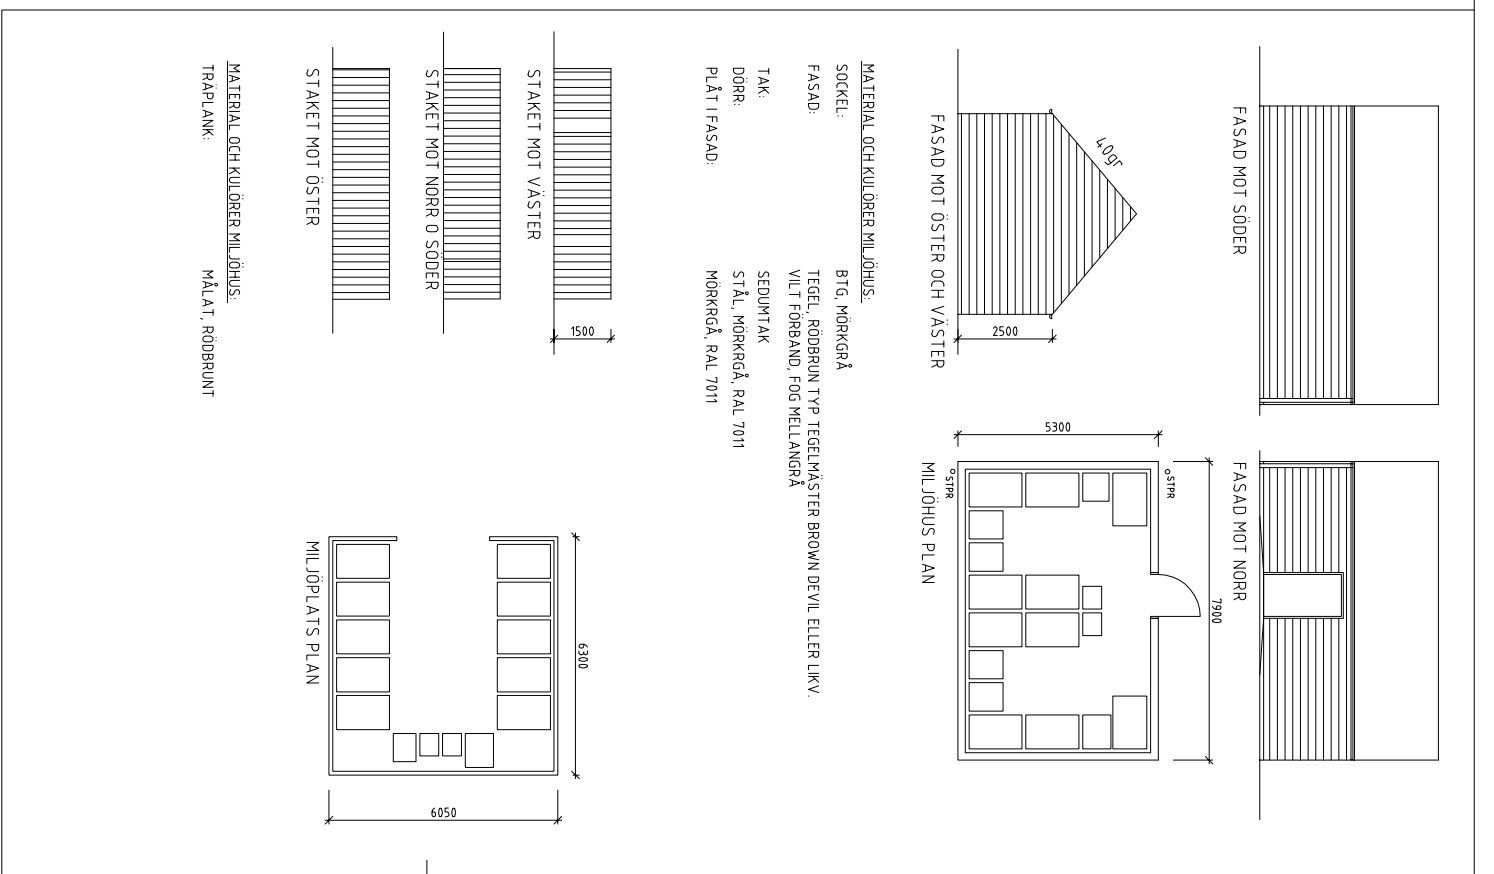 FASAD MOT SÖDER
FASAD MOT NORR
7900
40gr
2500
FASAD MOT ÖSTER OCH VÄSTER
5300
STPR
STPR
MILJÖHUS PLAN
MATERIAL OCH KULÖRER MILJÖHUS:
SOCKEL: BTG, MÖRKGRÅ
FASAD: TEGEL, RÖDBRUN TYP TEGELMÄSTER BROWN DEVIL ELLER LIKV.
VILT FÖRBAND, FOG MELLANGRÅ
TAK: SEDUMTAK
DÖRR: STÅL, MÖRKRGÅ, RAL 7011
PLÅT I FASAD: MÖRKRGÅ, RAL 7011
1500
STAKET MOT VÄSTER
STAKET MOT NORR O SÖDER
STAKET MOT ÖSTER
6300
6050
MILJÖPLATS PLAN
MATERIAL OCH KULÖRER MILJÖHUS:
TRÄPLANK: MÅLAT, RÖDBRUNT